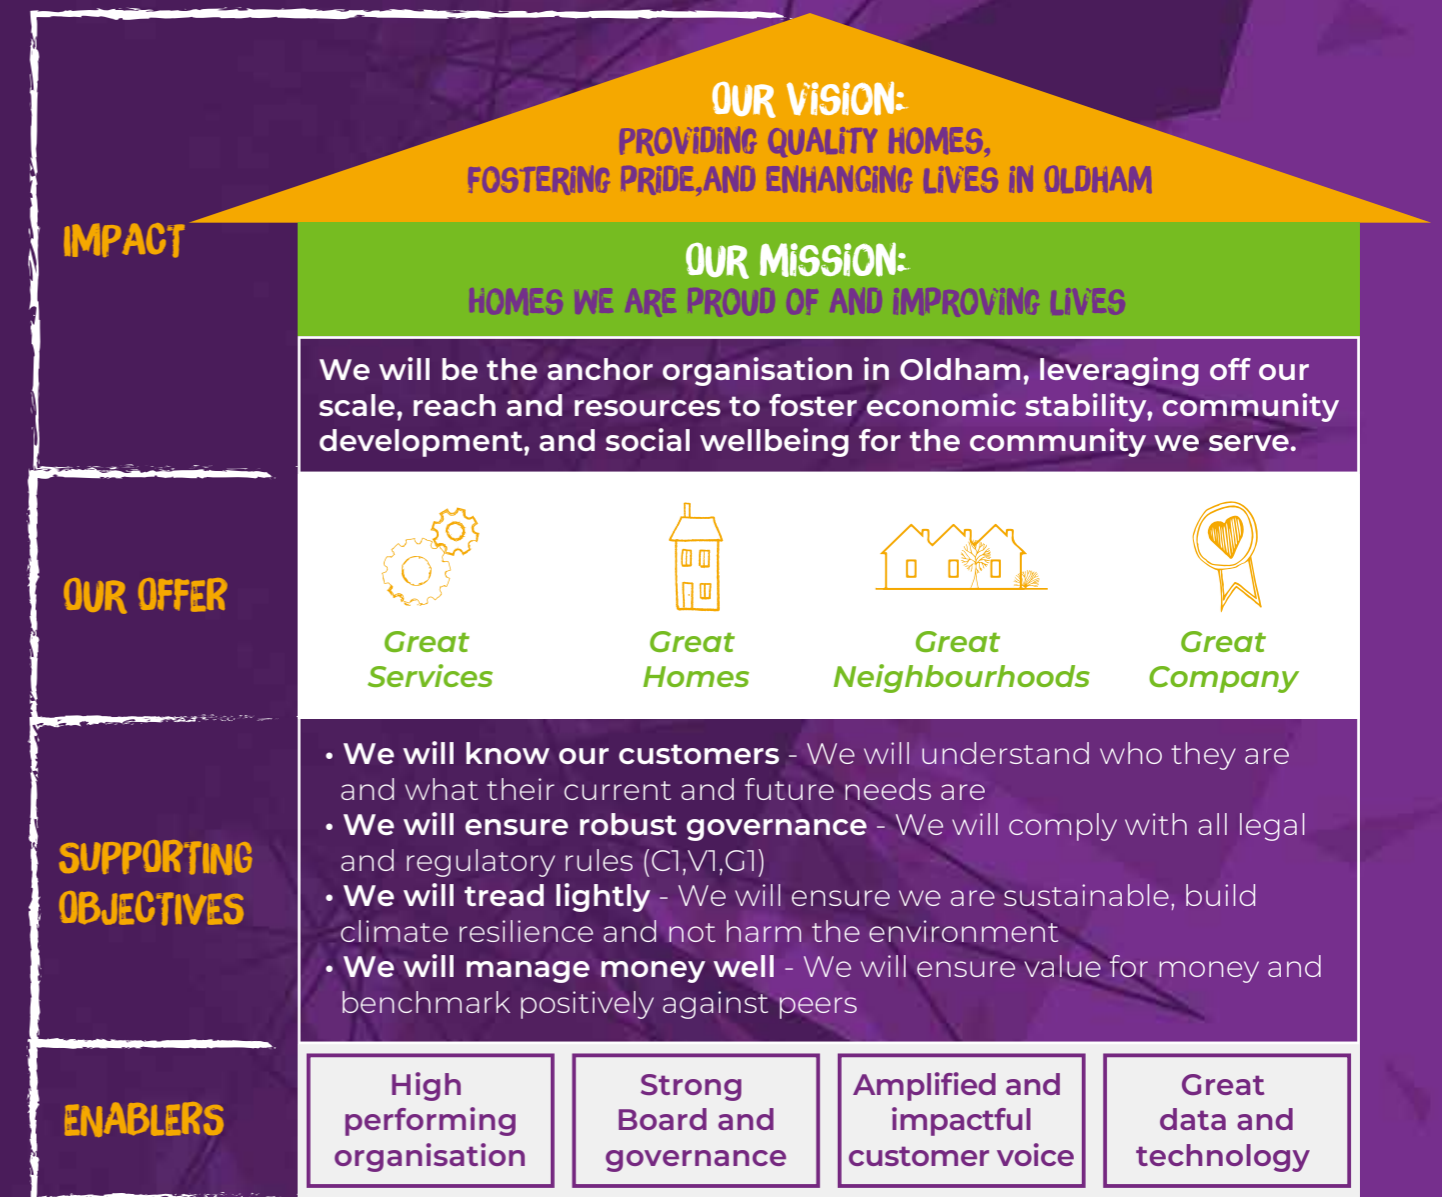 OUR VISION:
PROVIDING QUALITY HOMES,
FOSTERING PRIDE,AND ENHANCING LIVES IN OLDHAM
IMPACT
OUR MISSION:
HOMES WE ARE PROUD OF AND IMPROVING LIVES
We will be the anchor organisation in Oldham, leveraging off our
scale, reach and resources to foster economic stability, community
development, and social wellbeing for the community we serve.
OUR OFFER
Great
Services
Great
Homes
Great
Neighbourhoods
Great
Company
SUPPORTING
OBJECTIVES
• We will know our customers - We will understand who they are
and what their current and future needs are
• We will ensure robust governance - We will comply with all legal
and regulatory rules (C1,V1,G1)
• We will tread lightly - We will ensure we are sustainable, build
climate resilience and not harm the environment
• We will manage money well - We will ensure value for money and
benchmark positively against peers
ENABLERS
High
performing
organisation
Strong
Board and
governance
Amplified and
impactful
customer voice
Great
data and
technology